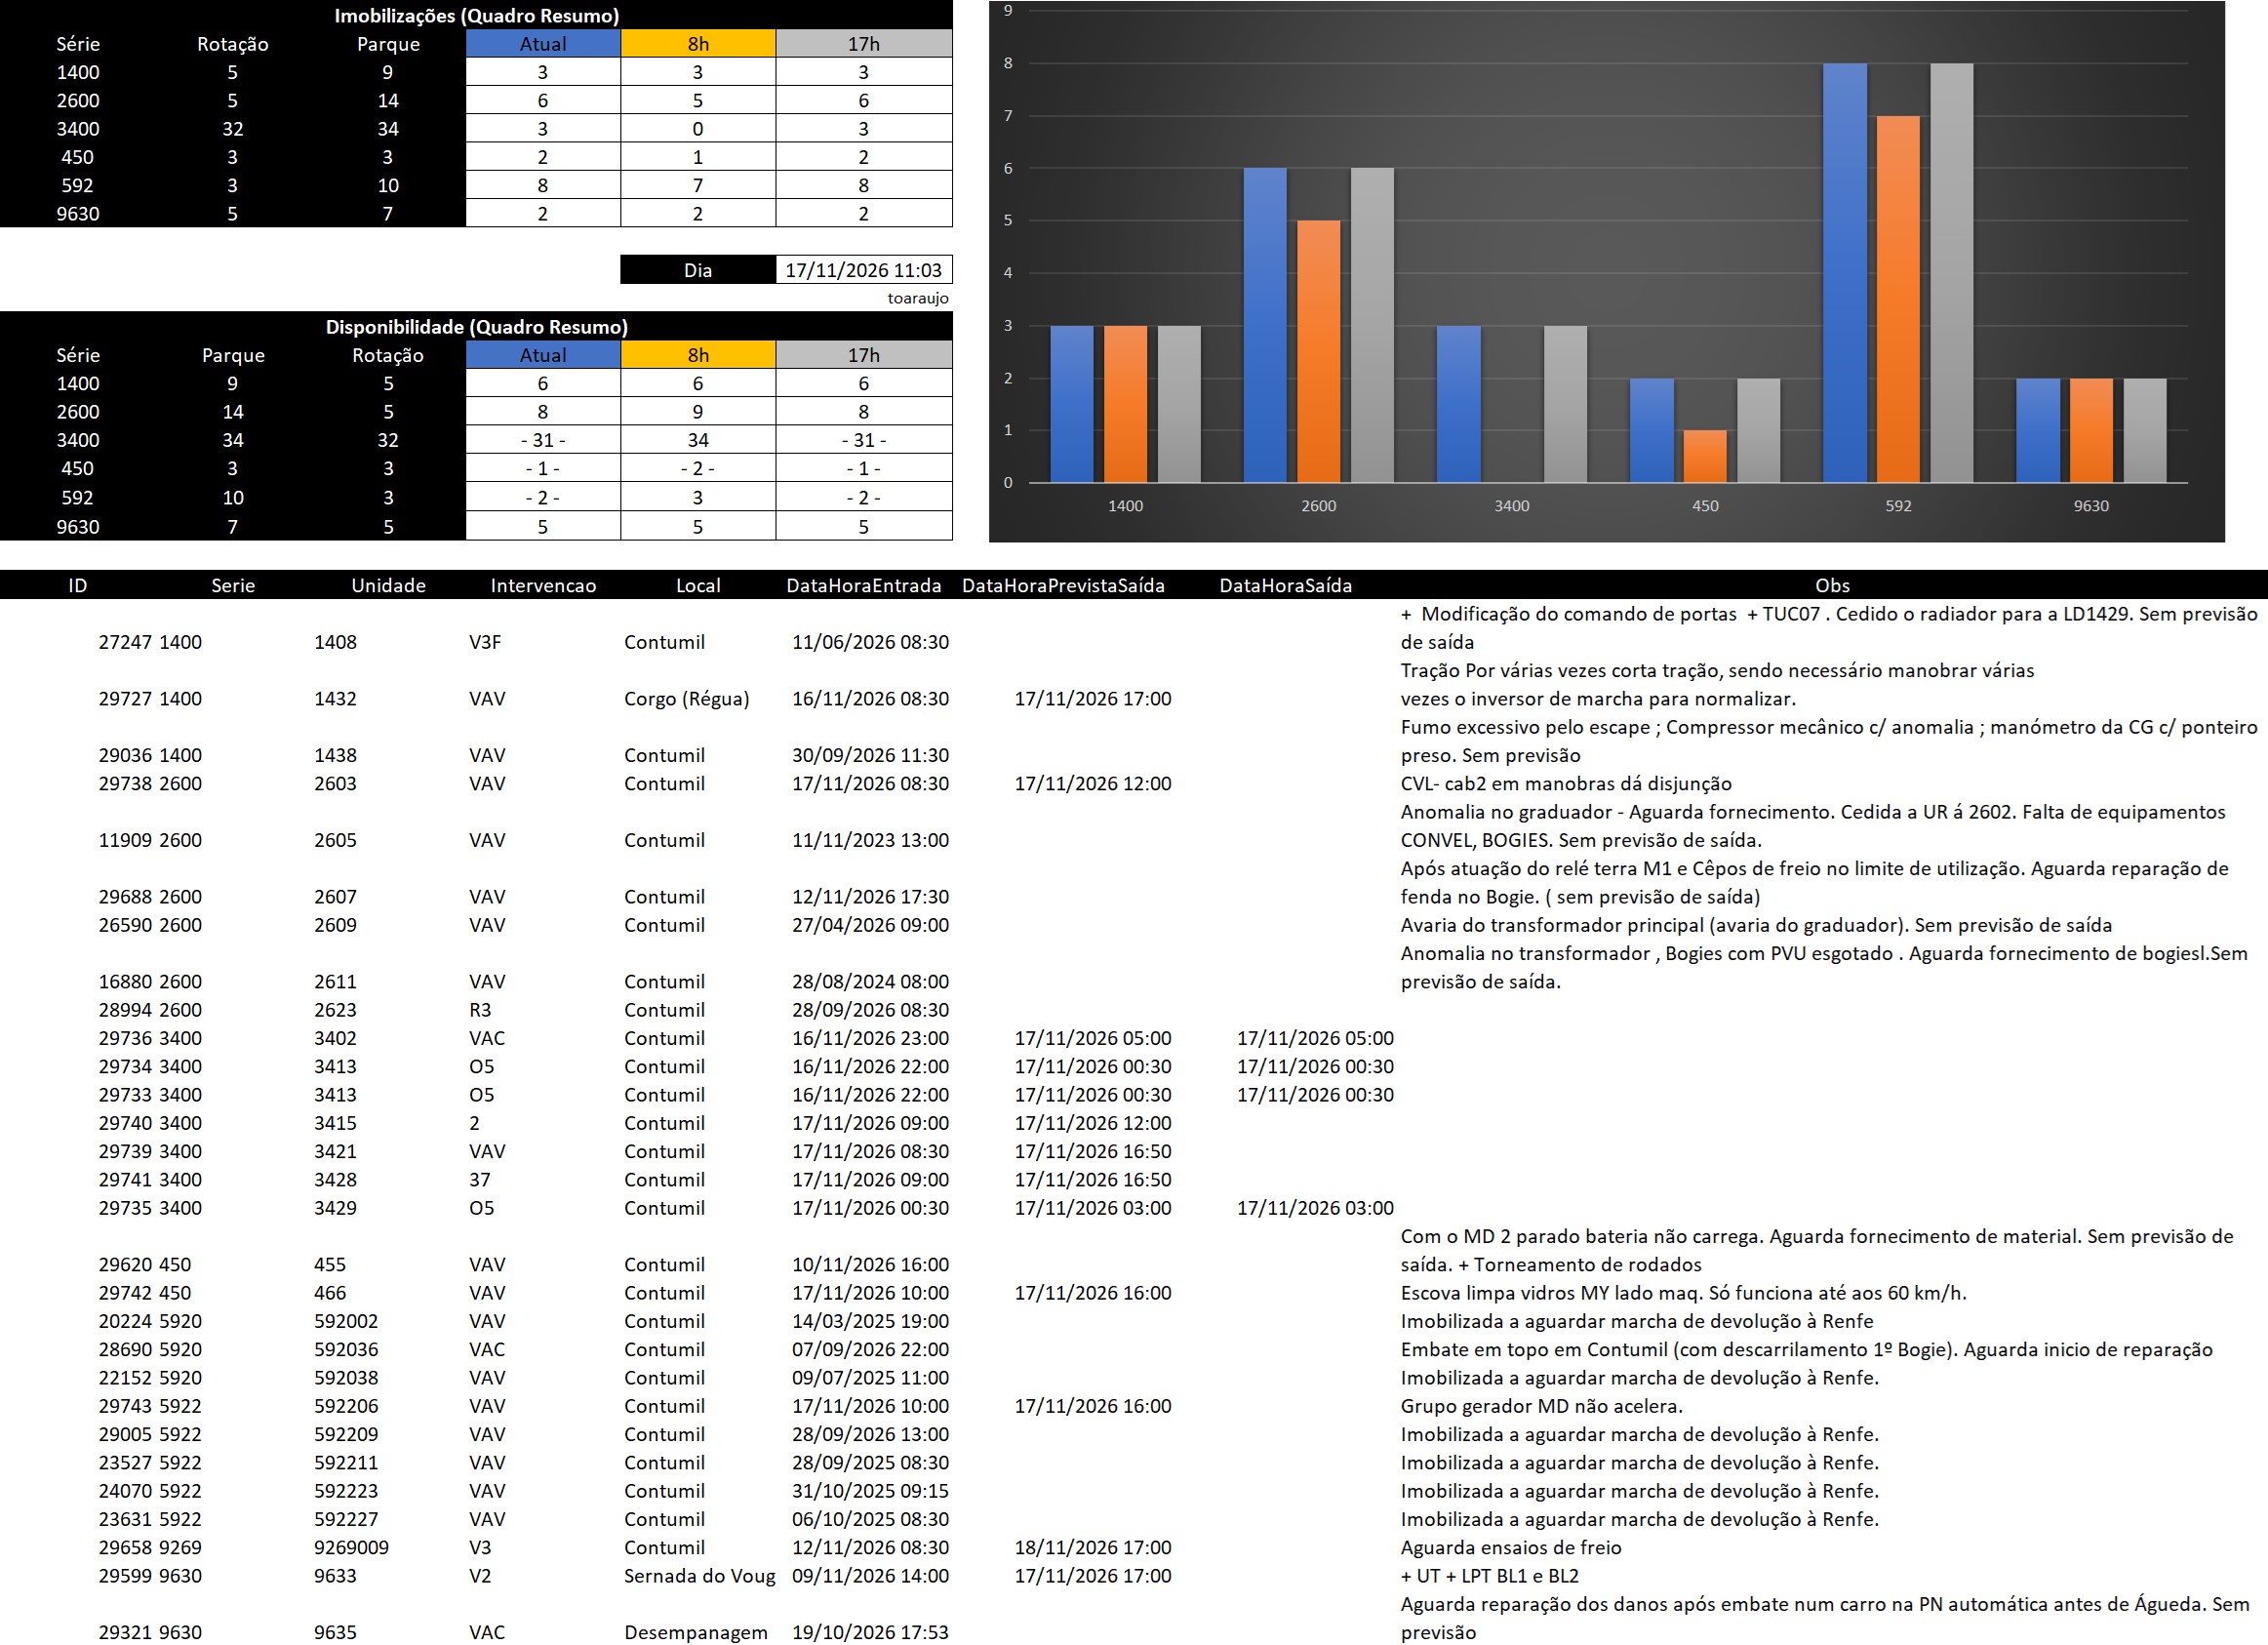 Imobilizações (Quadro Resumo)
Série Rotação Parque Atual 8h 17h
1400 5 9 3 3 3
2600 5 14 6 5 6
3400 32 34 3 0 3
450 3 3 2 1 2
592 3 10 8 7 8
9630 5 7 2 2 2
Dia 17/11/2026 11:03
toaraujo
Disponibilidade (Quadro Resumo)
Série Parque Rotação Atual 8h 17h
1400 9 5 6 6 6
2600 14 5 8 9 8
3400 34 32 - 31 - 34 - 31 -
450 3 3 - 1 - - 2 - - 1 -
592 10 3 - 2 - 3 - 2 -
9630 7 5 5 5 5
9
8
7
6
5
4
3
2
1
0
1400 2600 3400 450 592 9630
ID Serie Unidade Intervencao Local DataHoraEntrada DataHoraPrevistaSaída DataHoraSaída Obs
+ Modificação do comando de portas + TUC07 . Cedido o radiador para a LD1429. Sem previsão
27247 1400 1408 V3F Contumil 11/06/2026 08:30 de saída
Tração Por várias vezes corta tração, sendo necessário manobrar várias
29727 1400 1432 VAV Corgo (Régua) 16/11/2026 08:30 17/11/2026 17:00 vezes o inversor de marcha para normalizar.
Fumo excessivo pelo escape ; Compressor mecânico c/ anomalia ; manómetro da CG c/ ponteiro
29036 1400 1438 VAV Contumil 30/09/2026 11:30 preso. Sem previsão
29738 2600 2603 VAV Contumil 17/11/2026 08:30 17/11/2026 12:00 CVL- cab2 em manobras dá disjunção
Anomalia no graduador - Aguarda fornecimento. Cedida a UR á 2602. Falta de equipamentos
11909 2600 2605 VAV Contumil 11/11/2023 13:00 CONVEL, BOGIES. Sem previsão de saída.
Após atuação do relé terra M1 e Cêpos de freio no limite de utilização. Aguarda reparação de
29688 2600 2607 VAV Contumil 12/11/2026 17:30 fenda no Bogie. ( sem previsão de saída)
26590 2600 2609 VAV Contumil 27/04/2026 09:00 Avaria do transformador principal (avaria do graduador). Sem previsão de saída
Anomalia no transformador , Bogies com PVU esgotado . Aguarda fornecimento de bogiesl.Sem
16880 2600 2611 VAV Contumil 28/08/2024 08:00 previsão de saída.
28994 2600 2623 R3 Contumil 28/09/2026 08:30
29736 3400 3402 VAC Contumil 16/11/2026 23:00 17/11/2026 05:00 17/11/2026 05:00
29734 3400 3413 O5 Contumil 16/11/2026 22:00 17/11/2026 00:30 17/11/2026 00:30
29733 3400 3413 O5 Contumil 16/11/2026 22:00 17/11/2026 00:30 17/11/2026 00:30
29740 3400 3415 2 Contumil 17/11/2026 09:00 17/11/2026 12:00
29739 3400 3421 VAV Contumil 17/11/2026 08:30 17/11/2026 16:50
29741 3400 3428 37 Contumil 17/11/2026 09:00 17/11/2026 16:50
29735 3400 3429 O5 Contumil 17/11/2026 00:30 17/11/2026 03:00 17/11/2026 03:00
Com o MD 2 parado bateria não carrega. Aguarda fornecimento de material. Sem previsão de
29620 450 455 VAV Contumil 10/11/2026 16:00 saída. + Torneamento de rodados
29742 450 466 VAV Contumil 17/11/2026 10:00 17/11/2026 16:00 Escova limpa vidros MY lado maq. Só funciona até aos 60 km/h.
20224 5920 592002 VAV Contumil 14/03/2025 19:00 Imobilizada a aguardar marcha de devolução à Renfe
28690 5920 592036 VAC Contumil 07/09/2026 22:00 Embate em topo em Contumil (com descarrilamento 1º Bogie). Aguarda inicio de reparação
22152 5920 592038 VAV Contumil 09/07/2025 11:00 Imobilizada a aguardar marcha de devolução à Renfe.
29743 5922 592206 VAV Contumil 17/11/2026 10:00 17/11/2026 16:00 Grupo gerador MD não acelera.
29005 5922 592209 VAV Contumil 28/09/2026 13:00 Imobilizada a aguardar marcha de devolução à Renfe.
23527 5922 592211 VAV Contumil 28/09/2025 08:30 Imobilizada a aguardar marcha de devolução à Renfe.
24070 5922 592223 VAV Contumil 31/10/2025 09:15 Imobilizada a aguardar marcha de devolução à Renfe.
23631 5922 592227 VAV Contumil 06/10/2025 08:30 Imobilizada a aguardar marcha de devolução à Renfe.
29658 9269 9269009 V3 Contumil 12/11/2026 08:30 18/11/2026 17:00 Aguarda ensaios de freio
29599 9630 9633 V2 Sernada do Voug 09/11/2026 14:00 17/11/2026 17:00 + UT + LPT BL1 e BL2
Aguarda reparação dos danos após embate num carro na PN automática antes de Águeda. Sem
29321 9630 9635 VAC Desempanagem 19/10/2026 17:53 previsão